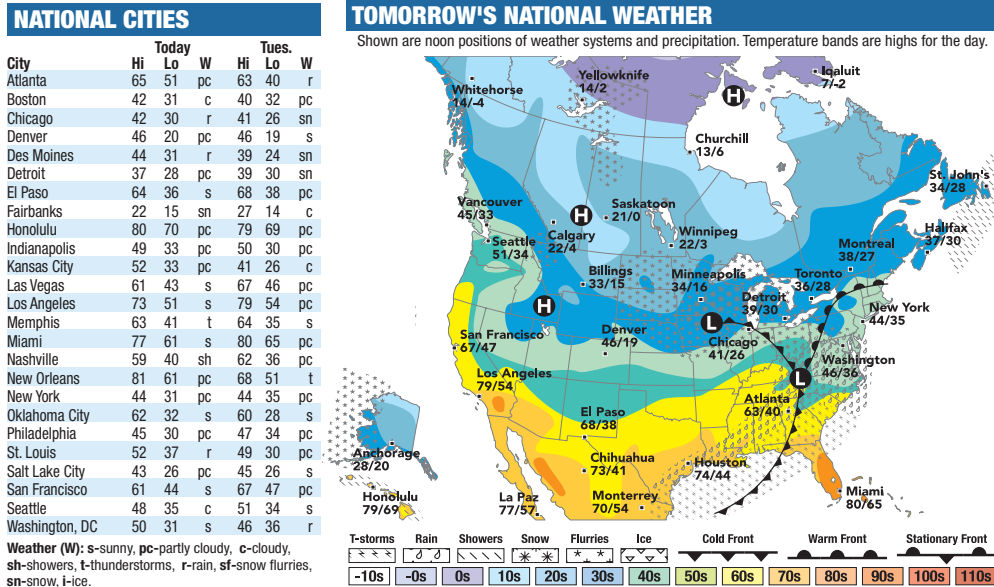 NATIONAL CITIES
Today Tues.
City Hi Lo W Hi Lo W
Atlanta 65 51 pc 63 40 r
Boston 42 31 c 40 32 pc
Chicago 42 30 r 41 26 sn
Denver 46 20 pc 46 19 s
Des Moines 44 31 r 39 24 sn
Detroit 37 28 pc 39 30 sn
El Paso 64 36 s 68 38 pc
Fairbanks 22 15 sn 27 14 c
Honolulu 80 70 pc 79 69 pc
Indianapolis 49 33 pc 50 30 pc
Kansas City 52 33 pc 41 26 c
Las Vegas 61 43 s 67 46 pc
Los Angeles 73 51 s 79 54 pc
Memphis 63 41 t 64 35 s
Miami 77 61 s 80 65 pc
Nashville 59 40 sh 62 36 pc
New Orleans 81 61 pc 68 51 t
New York 44 31 pc 44 35 pc
Oklahoma City 62 32 s 60 28 s
Philadelphia 45 30 pc 47 34 pc
St. Louis 52 37 r 49 30 pc
Salt Lake City 43 26 pc 45 26 s
San Francisco 61 44 s 67 47 pc
Seattle 48 35 c 51 34 s
Washington, DC 50 31 s 46 36 r
Weather (W): s-sunny, pc-partly cloudy, c-cloudy,
sh-showers, t-thunderstorms, r-rain, sf-snow flurries,
sn-snow, i-ice.
TOMORROW'S NATIONAL WEATHER
Shown are noon positions of weather systems and precipitation. Temperature bands are highs for the day.
Whitehorse
14/-4
Yellowknife
14/2
H
Iqaluit
7/-2
Churchill
13/6
St. John's
34/28
Vancouver
45/33
H
Saskatoon
21/0
Calgary
22/4
Winnipeg
22/3
Halifax
37/30
Seattle
51/34
Montreal
38/27
Billings
33/15
Minneapolis
34/16
Toronto
36/28
Detroit
39/30
H
L
New York
44/35
San Francisco
67/47
Denver
46/19
Chicago
41/26
Washington
46/36
L
Los Angeles
79/54
Atlanta
63/40
El Paso
68/38
Anchorage
28/20
Chihuahua
73/41
Houston
74/44
Honolulu
79/69
La Paz
77/57
Monterrey
70/54
Miami
80/65
T-storms Rain Showers Snow Flurries Ice Cold Front Warm Front Stationary Front
-10s -0s 0s 10s 20s 30s 40s 50s 60s 70s 80s 90s 100s 110s